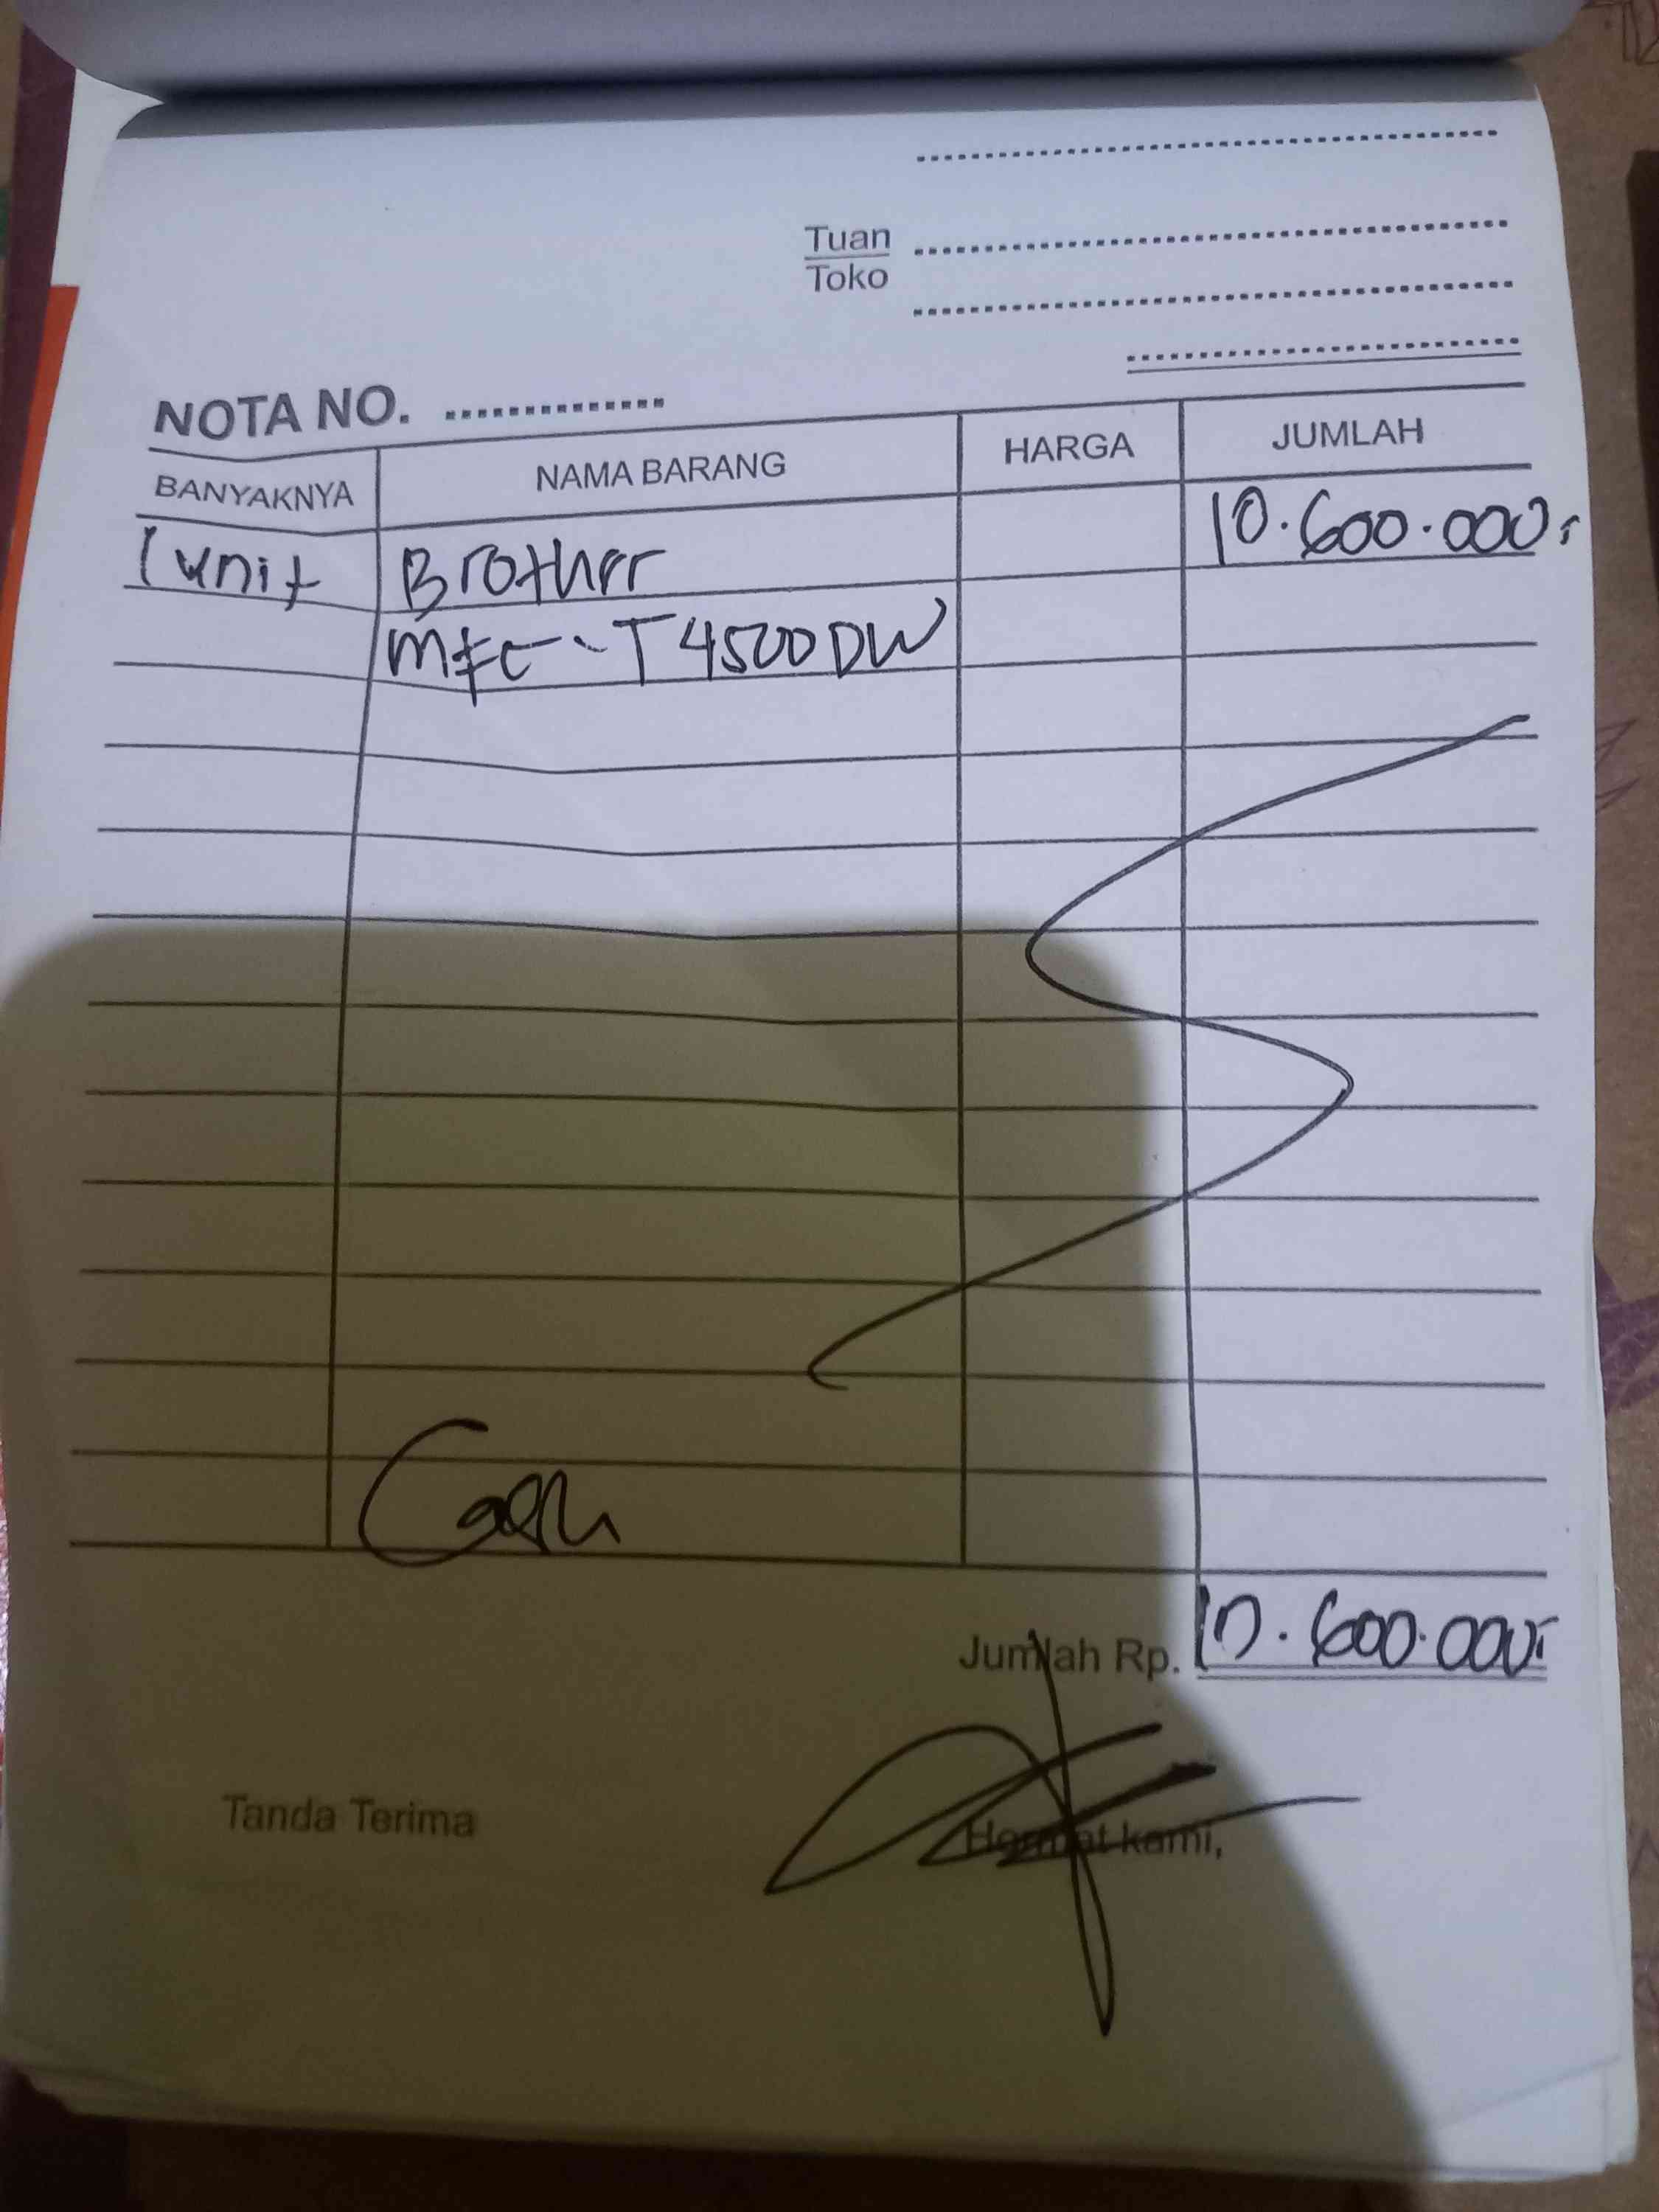 Tuan
Toko
NOTA NO.
BANYAKNYA NAMA BARANG HARGA JUMLAH
1 unit Brother 10.600.000,-
MFC-T4500DW
Cash
Jumlah Rp. 10.600.000,-
Tanda Terima Hormat kami,